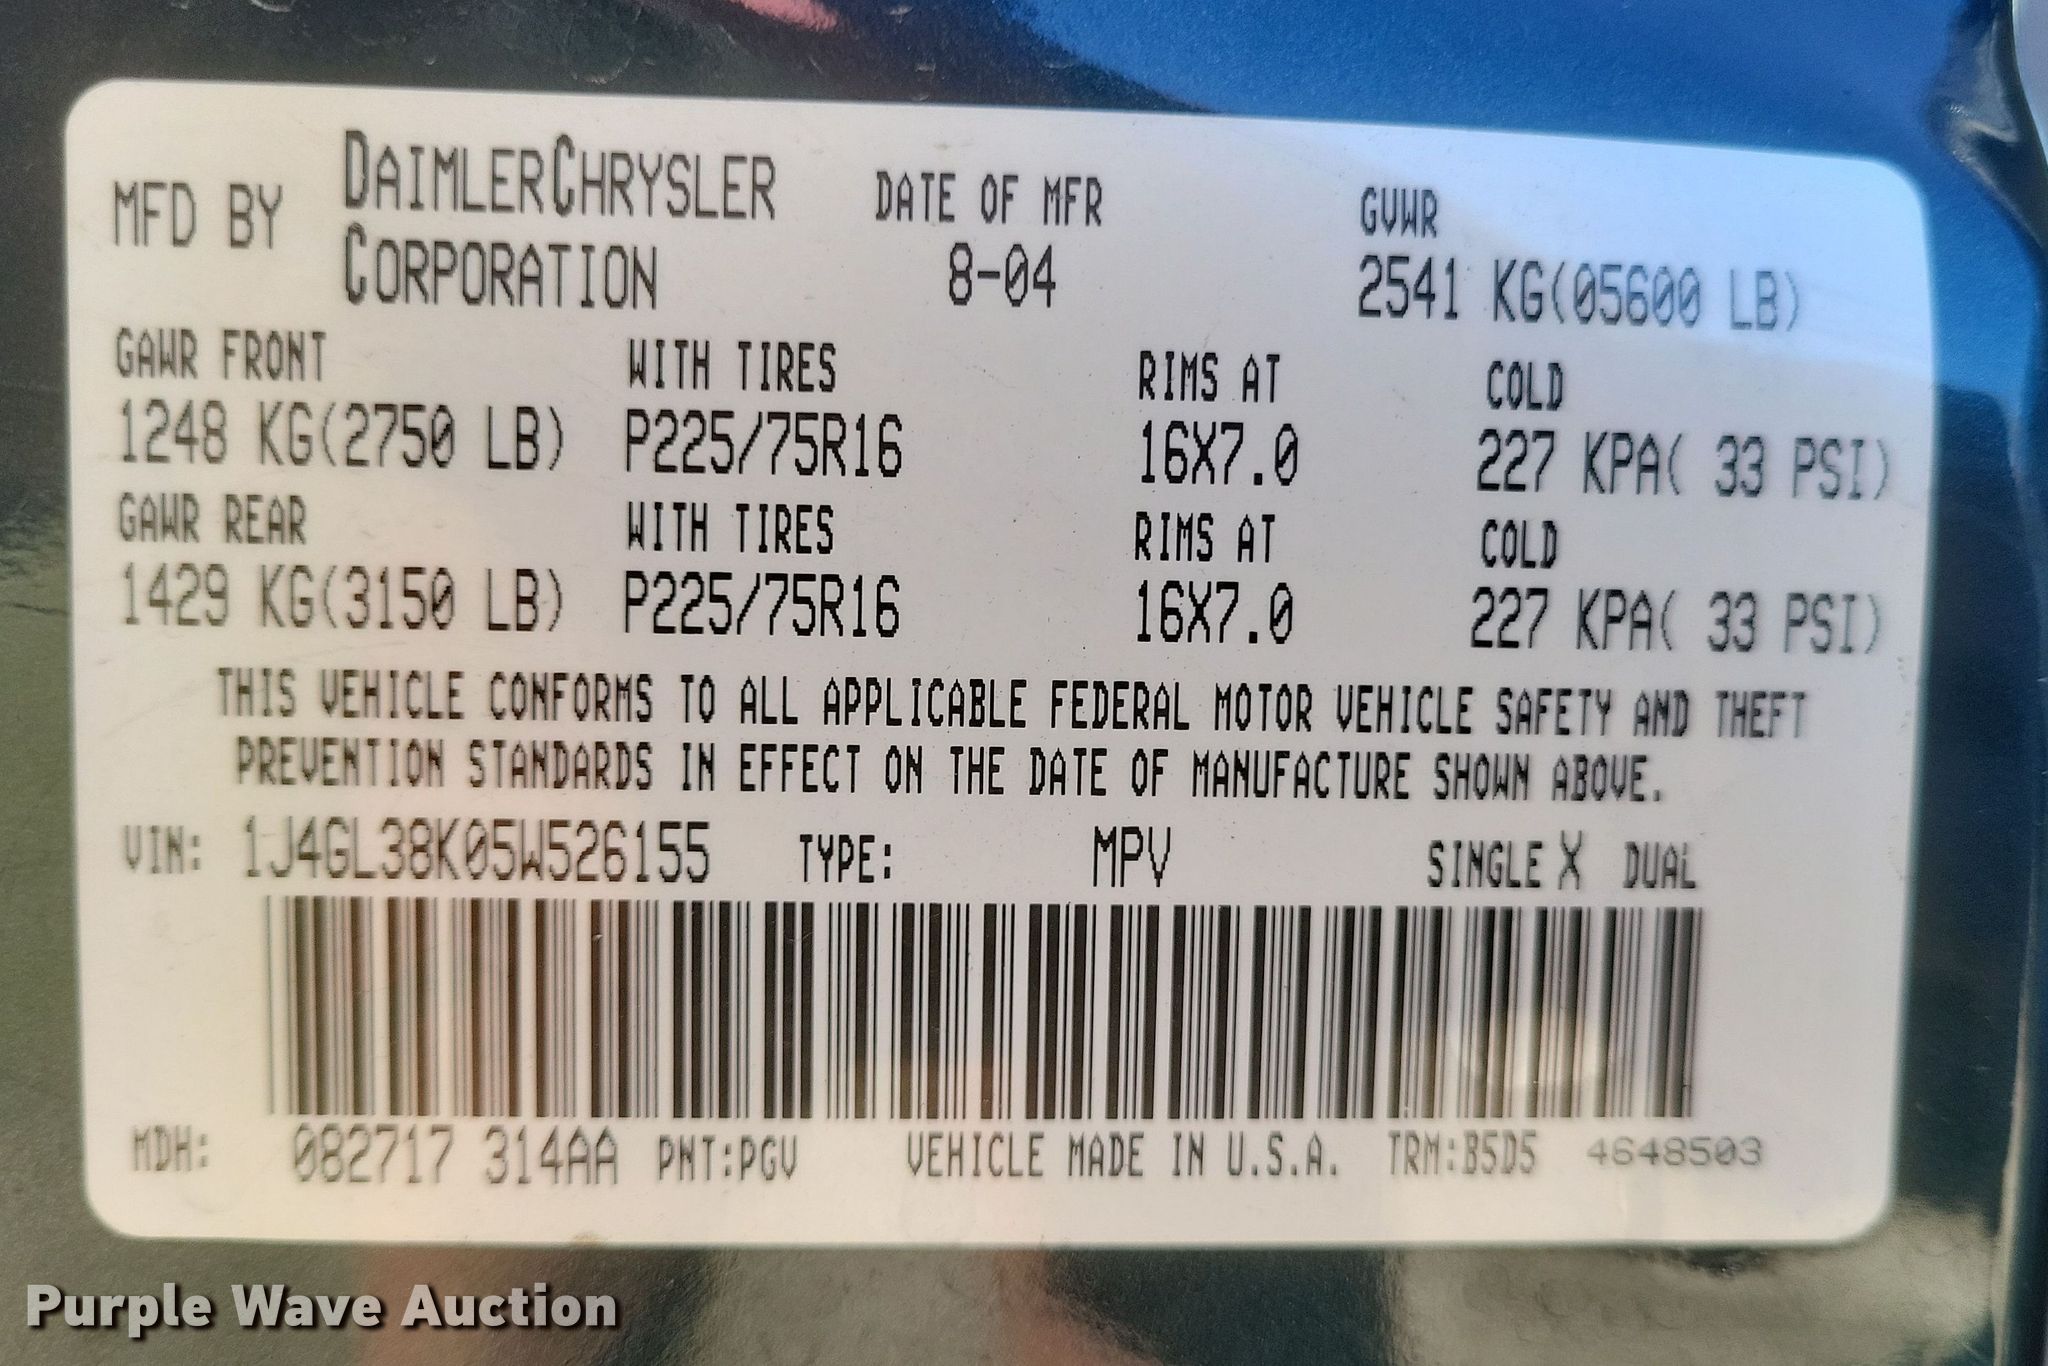 MFD BY DAIMLERCHRYSLER CORPORATION DATE OF MFR 8-04 GVWR 2541 KG(05600 LB)
GAWR FRONT WITH TIRES RIMS AT COLD
1248 KG(2750 LB) P225/75R16 16X7.0 227 KPA( 33 PSI)
GAWR REAR WITH TIRES RIMS AT COLD
1429 KG(3150 LB) P225/75R16 16X7.0 227 KPA( 33 PSI)
THIS VEHICLE CONFORMS TO ALL APPLICABLE FEDERAL MOTOR VEHICLE SAFETY AND THEFT
PREVENTION STANDARDS IN EFFECT ON THE DATE OF MANUFACTURE SHOWN ABOVE.
VIN: 1J4GL38K05W526155 TYPE: MPV SINGLE X DUAL
MDH: 082717 314AA PNT:PGV VEHICLE MADE IN U.S.A. TRM:B5D5 4648503
Purple Wave Auction